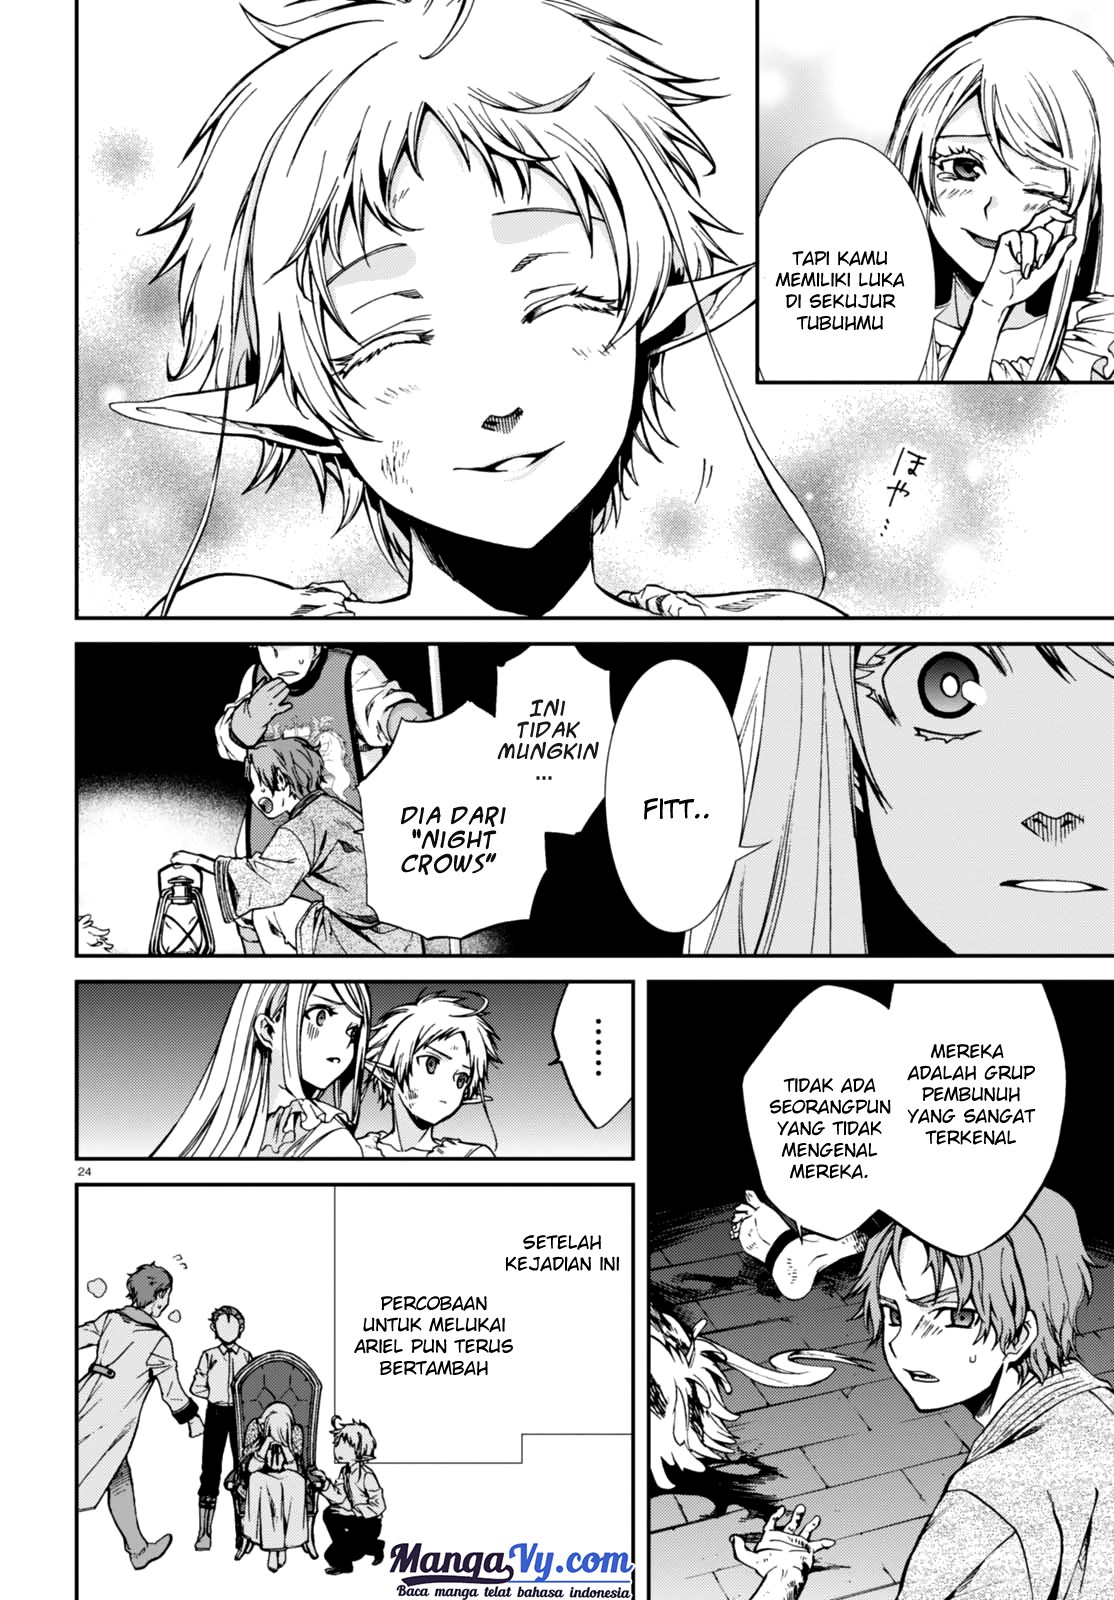 TAPI KAMU
MEMILIKI LUKA
DI SEKUJUR
TUBUHMU
ほや…
FITT..
INI
TIDAK
MUNGKIN
...
DIA DARI
"NIGHT
CROWS"
MEREKA
ADALAH GRUP
PEMBUNUH
YANG SANGAT
TERKENAL
TIDAK ADA
SEORANGPUN
YANG TIDAK
MENGENAL
MEREKA.
.......
24
SETELAH
KEJADIAN INI
PERCOBAAN
UNTUK MELUKAI
ARIEL PUN TERUS
BERTAMBAH
MangaVy.com
Baca manga telat bahasa indonesia